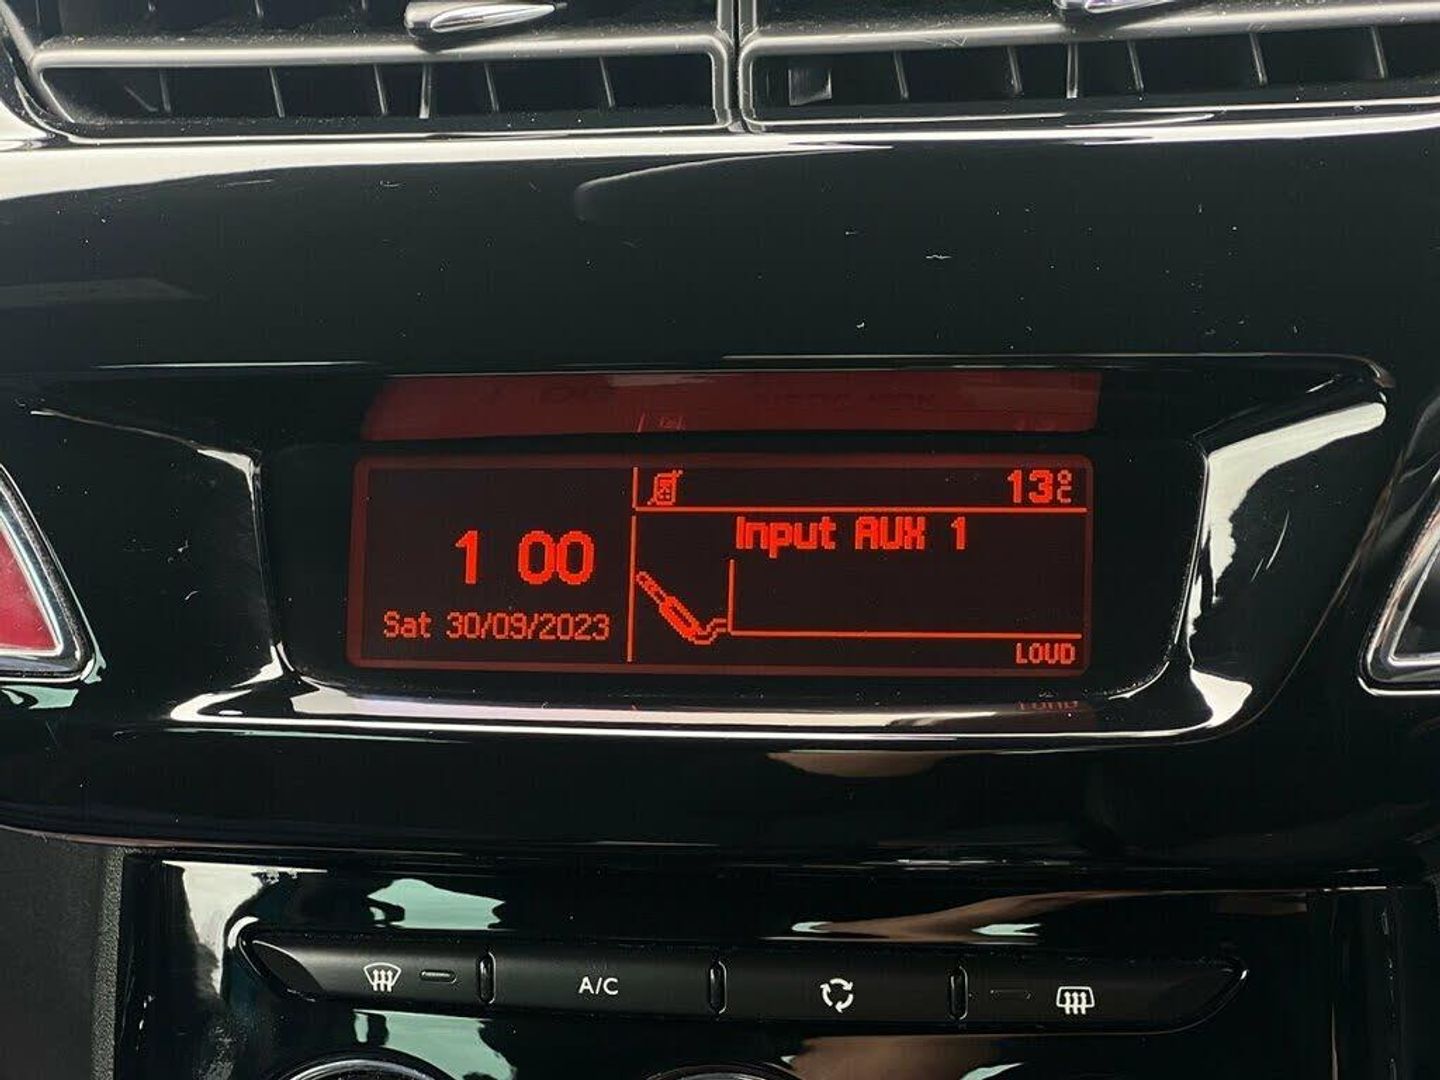 13°C
Input AUX 1
1 00
Sat 30/09/2023
LOUD
A/C